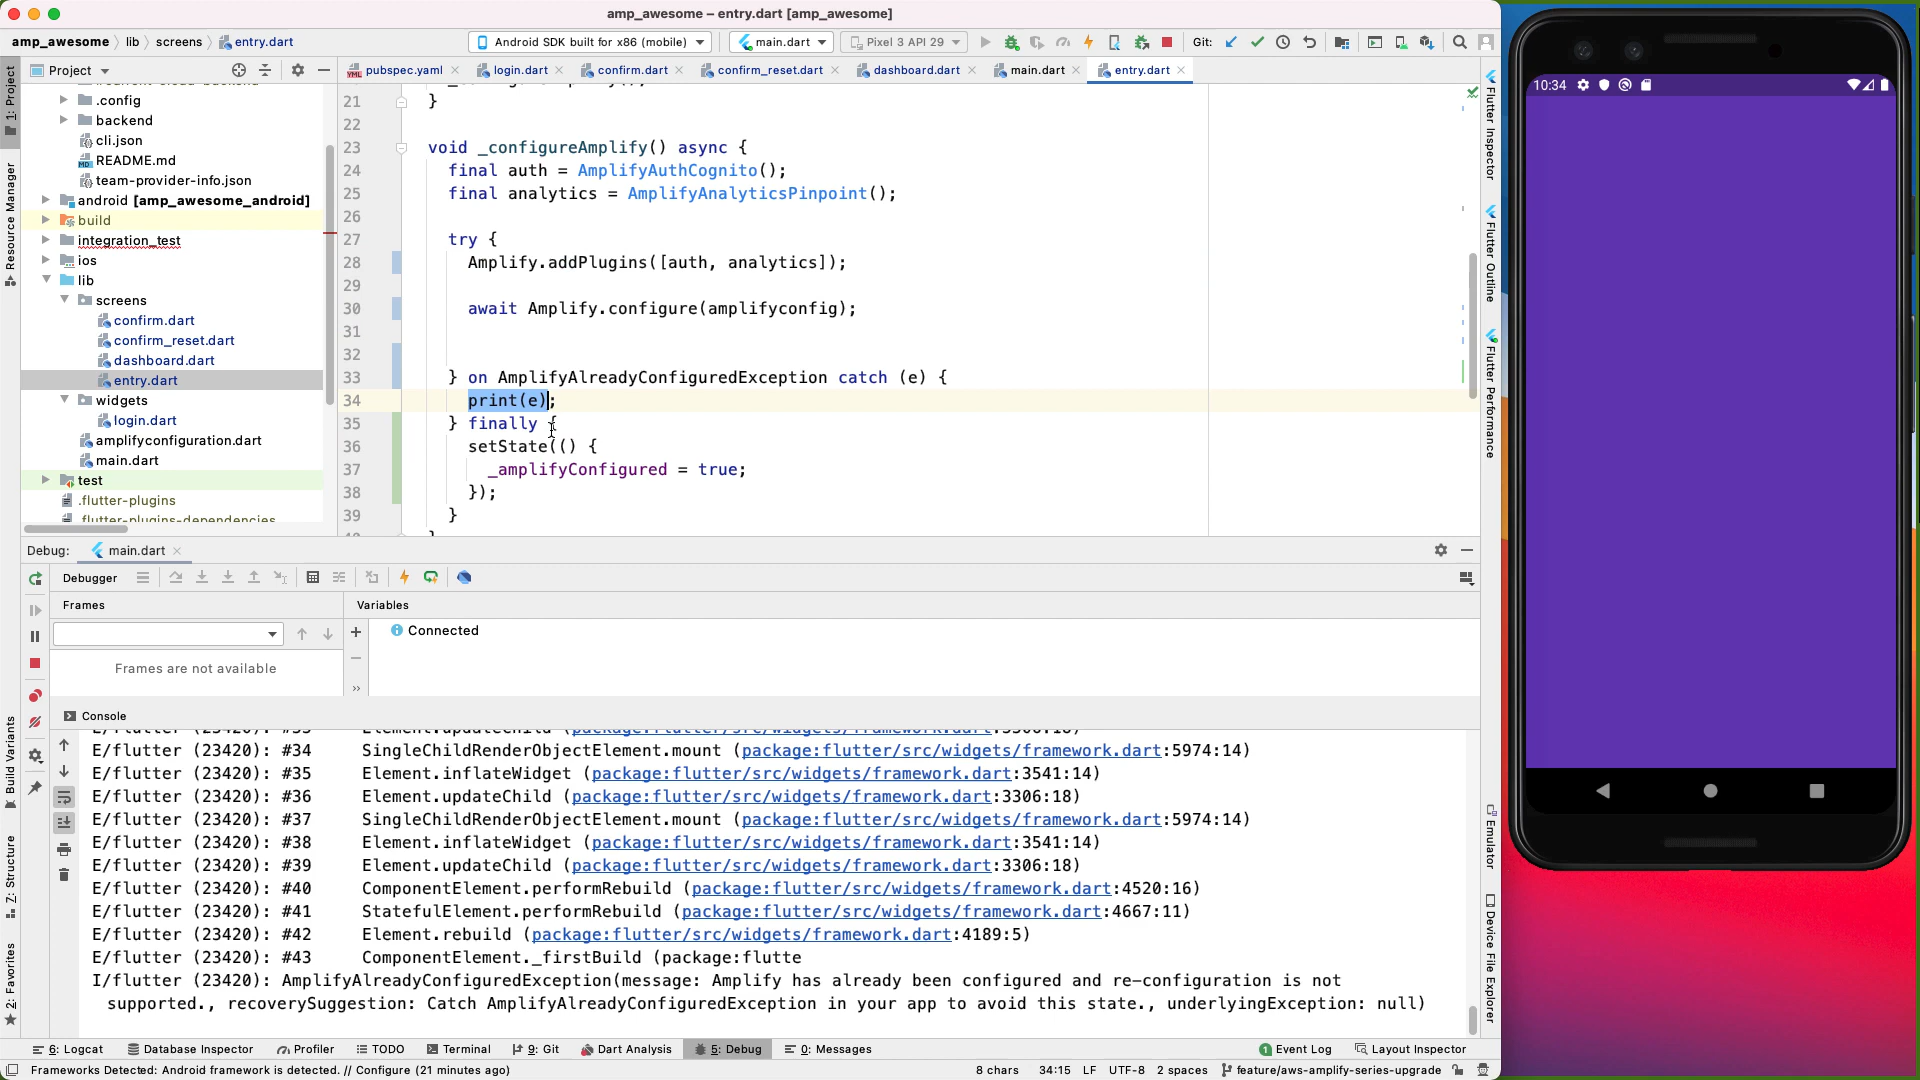 amp_awesome – entry.dart [amp_awesome]
amp_awesome lib screens entry.dart
Android SDK built for x86 (mobile) main.dart Pixel 3 API 29 Git:
Project pubspec.yaml login.dart confirm.dart confirm_reset.dart dashboard.dart main.dart entry.dart
.config
backend
cli.json
README.md
team-provider-info.json
android [amp_awesome_android]
build
integration_test
ios
lib
screens
confirm.dart
confirm_reset.dart
dashboard.dart
entry.dart
widgets
login.dart
amplifyconfiguration.dart
main.dart
test
.flutter-plugins
.flutter-plugins-dependencies
21 }
22
23 void _configureAmplify() async {
24 final auth = AmplifyAuthCognito();
25 final analytics = AmplifyAnalyticsPinpoint();
26
27 try {
28 Amplify.addPlugins([auth, analytics]);
29
30 await Amplify.configure(amplifyconfig);
31
32
33 } on AmplifyAlreadyConfiguredException catch (e) {
34 print(e);
35 } finally {
36 setState(() {
37 _amplifyConfigured = true;
38 });
39 }
1: Project
Resource Manager
Build Variants
Z: Structure
2: Favorites
Flutter Inspector
Flutter Outline
Flutter Performance
Emulator
Device File Explorer
Debug: main.dart
Debugger
Frames Variables
Connected
Frames are not available
Console
E/flutter (23420): #34 SingleChildRenderObjectElement.mount (package:flutter/src/widgets/framework.dart:5974:14)
E/flutter (23420): #35 Element.inflateWidget (package:flutter/src/widgets/framework.dart:3541:14)
E/flutter (23420): #36 Element.updateChild (package:flutter/src/widgets/framework.dart:3306:18)
E/flutter (23420): #37 SingleChildRenderObjectElement.mount (package:flutter/src/widgets/framework.dart:5974:14)
E/flutter (23420): #38 Element.inflateWidget (package:flutter/src/widgets/framework.dart:3541:14)
E/flutter (23420): #39 Element.updateChild (package:flutter/src/widgets/framework.dart:3306:18)
E/flutter (23420): #40 ComponentElement.performRebuild (package:flutter/src/widgets/framework.dart:4520:16)
E/flutter (23420): #41 StatefulElement.performRebuild (package:flutter/src/widgets/framework.dart:4667:11)
E/flutter (23420): #42 Element.rebuild (package:flutter/src/widgets/framework.dart:4189:5)
E/flutter (23420): #43 ComponentElement._firstBuild (package:flutte
I/flutter (23420): AmplifyAlreadyConfiguredException(message: Amplify has already been configured and re-configuration is not
supported., recoverySuggestion: Catch AmplifyAlreadyConfiguredException in your app to avoid this state., underlyingException: null)
6: Logcat Database Inspector Profiler TODO Terminal 9: Git Dart Analysis 5: Debug 0: Messages 1 Event Log Layout Inspector
Frameworks Detected: Android framework is detected. // Configure (21 minutes ago) 8 chars 34:15 LF UTF-8 2 spaces feature/aws-amplify-series-upgrade
10:34